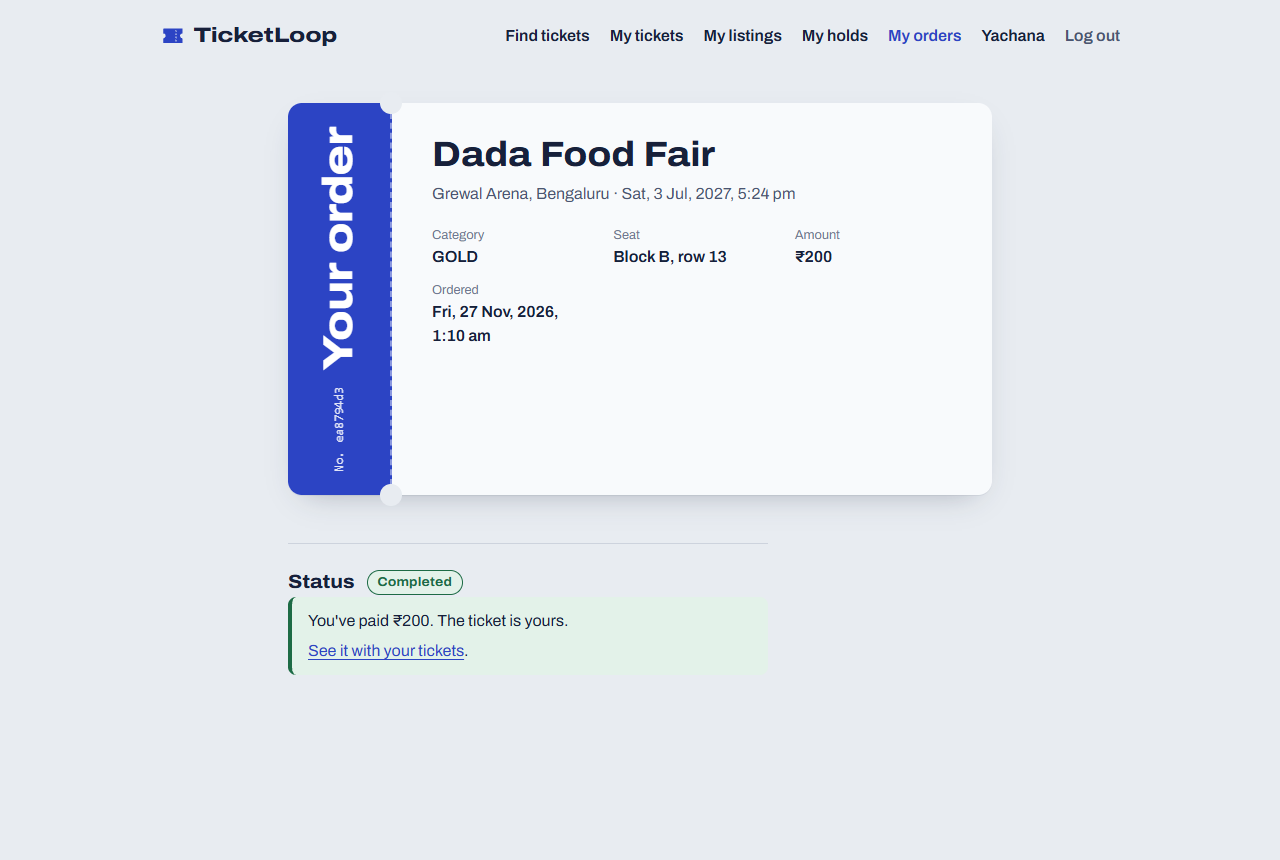 TicketLoop
Find tickets My tickets My listings My holds My orders Yachana Log out
Your order
No. ea8794d3
Dada Food Fair
Grewal Arena, Bengaluru · Sat, 3 Jul, 2027, 5:24 pm
Category Seat Amount
GOLD Block B, row 13 ₹200
Ordered
Fri, 27 Nov, 2026,
1:10 am
Status Completed
You've paid ₹200. The ticket is yours.
See it with your tickets.